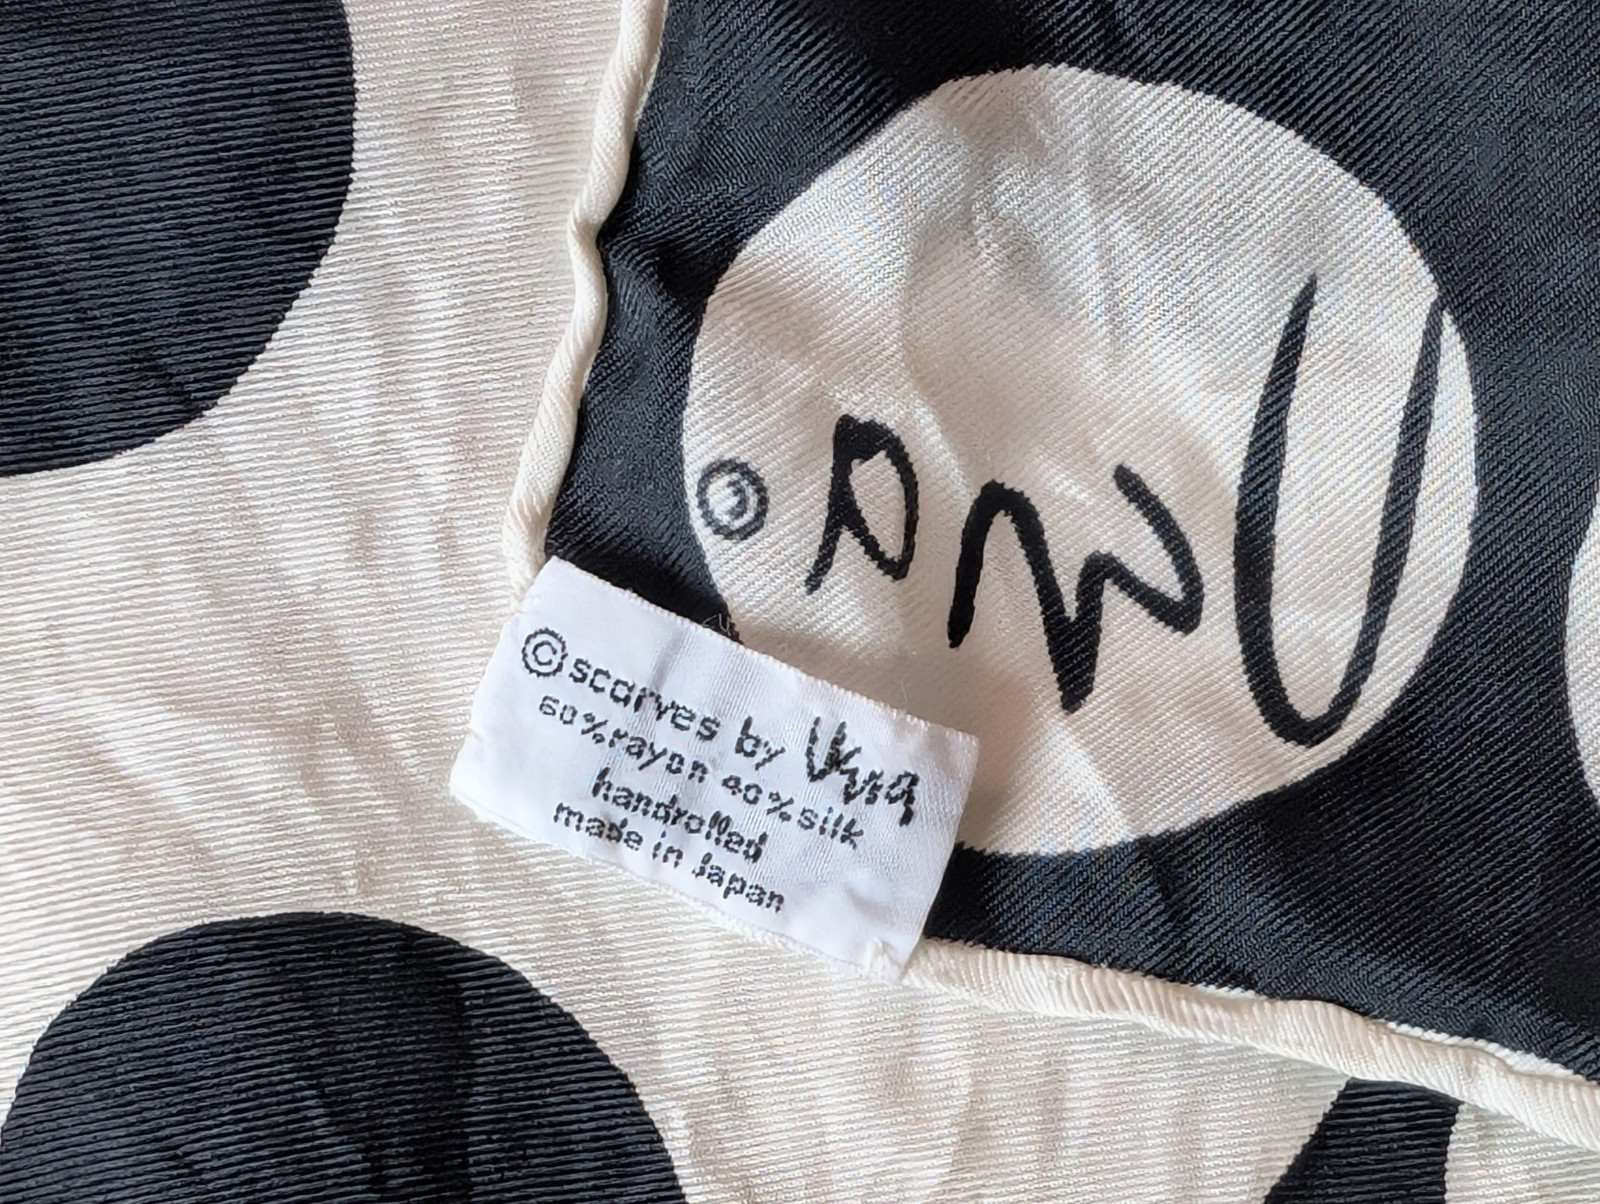 Vera ©
© scarves by Vera
60%rayon 40%silk
handrolled
made in Japan